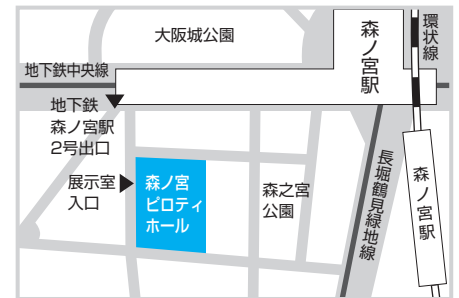 大阪城公園
森ノ宮駅
環状線
地下鉄中央線
地下鉄
森ノ宮駅
2号出口
展示室
入口
森ノ宮
ピロティ
ホール
森之宮
公園
長堀鶴見緑地線
森ノ宮駅